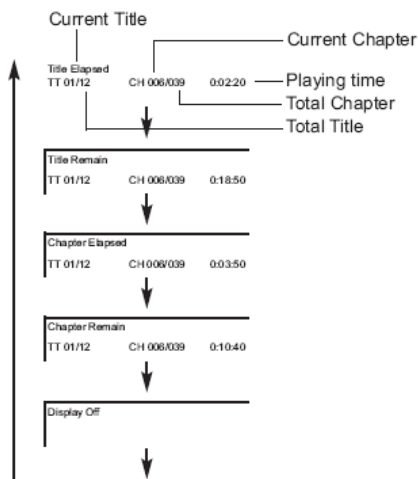 Current Title
Current Chapter
Title Elapsed
TT 01/12 CH 006/039 0:02:20
Playing time
Total Chapter
Total Title
Title Remain
TT 01/12 CH 006/039 0:18:50
Chapter Elapsed
TT 01/12 CH 006/039 0:03:50
Chapter Remain
TT 01/12 CH 006/039 0:10:40
Display Off